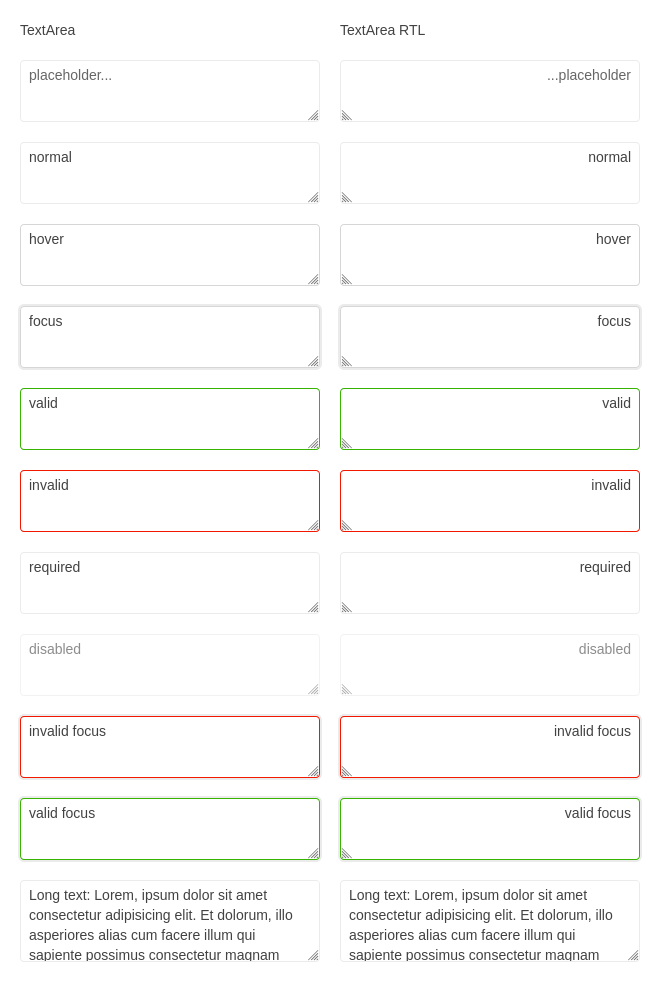 TextArea
TextArea RTL
placeholder...
...placeholder
normal
normal
hover
hover
focus
focus
valid
valid
invalid
invalid
required
required
disabled
disabled
invalid focus
invalid focus
valid focus
valid focus
Long text: Lorem, ipsum dolor sit amet
consectetur adipisicing elit. Et dolorum, illo
asperiores alias cum facere illum qui
sapiente possimus consectetur magnam
Long text: Lorem, ipsum dolor sit amet
consectetur adipisicing elit. Et dolorum, illo
asperiores alias cum facere illum qui
sapiente possimus consectetur magnam